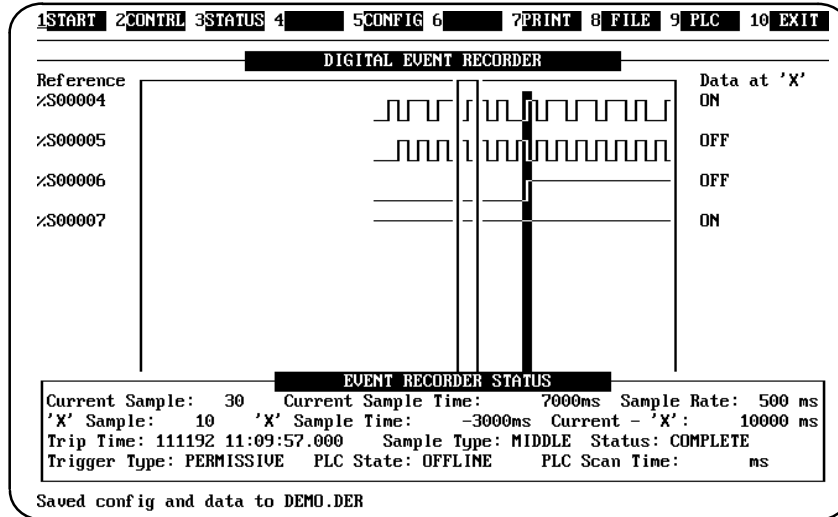 1START 2CONTRL 3STATUS 4 5CONFIG 6 7PRINT 8 FILE 9 PLC 10 EXIT
DIGITAL EVENT RECORDER
Reference Data at 'X'
%S00004 ON
%S00005 OFF
%S00006 OFF
%S00007 ON
EVENT RECORDER STATUS
Current Sample: 30 Current Sample Time: 7000ms Sample Rate: 500 ms
'X' Sample: 10 'X' Sample Time: -3000ms Current - 'X': 10000 ms
Trip Time: 111192 11:09:57.000 Sample Type: MIDDLE Status: COMPLETE
Trigger Type: PERMISSIVE PLC State: OFFLINE PLC Scan Time: ms
Saved config and data to DEMO.DER